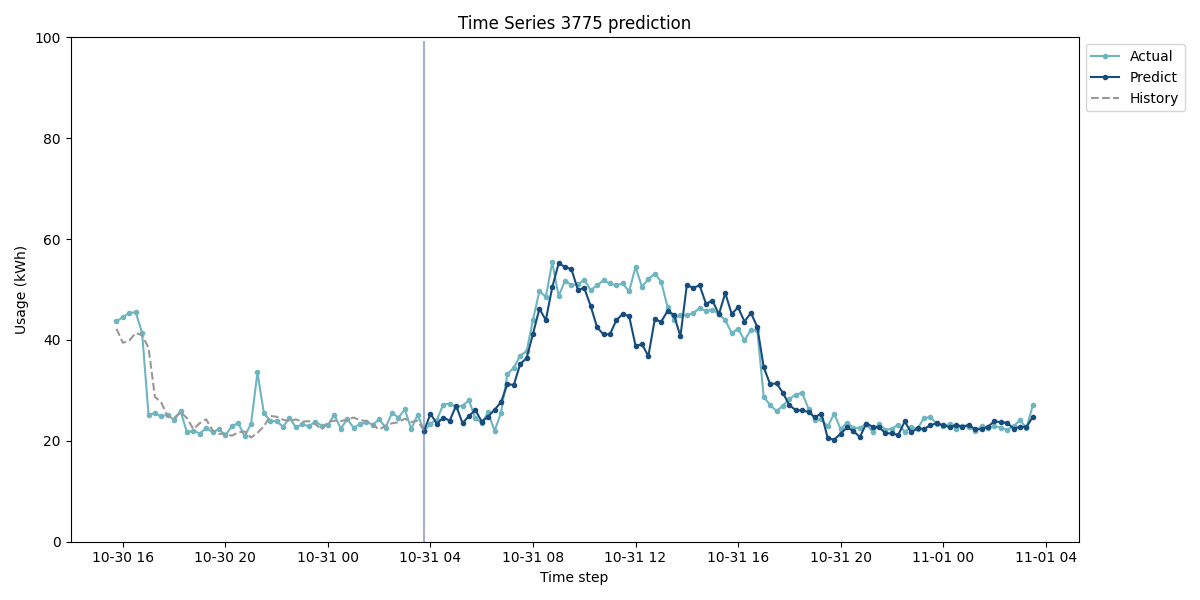 Time Series 3775 prediction
Usage (kWh)
100
80
60
40
20
0
10-30 16
10-30 20
10-31 00
10-31 04
10-31 08
10-31 12
10-31 16
10-31 20
11-01 00
11-01 04
Time step
Actual
Predict
History